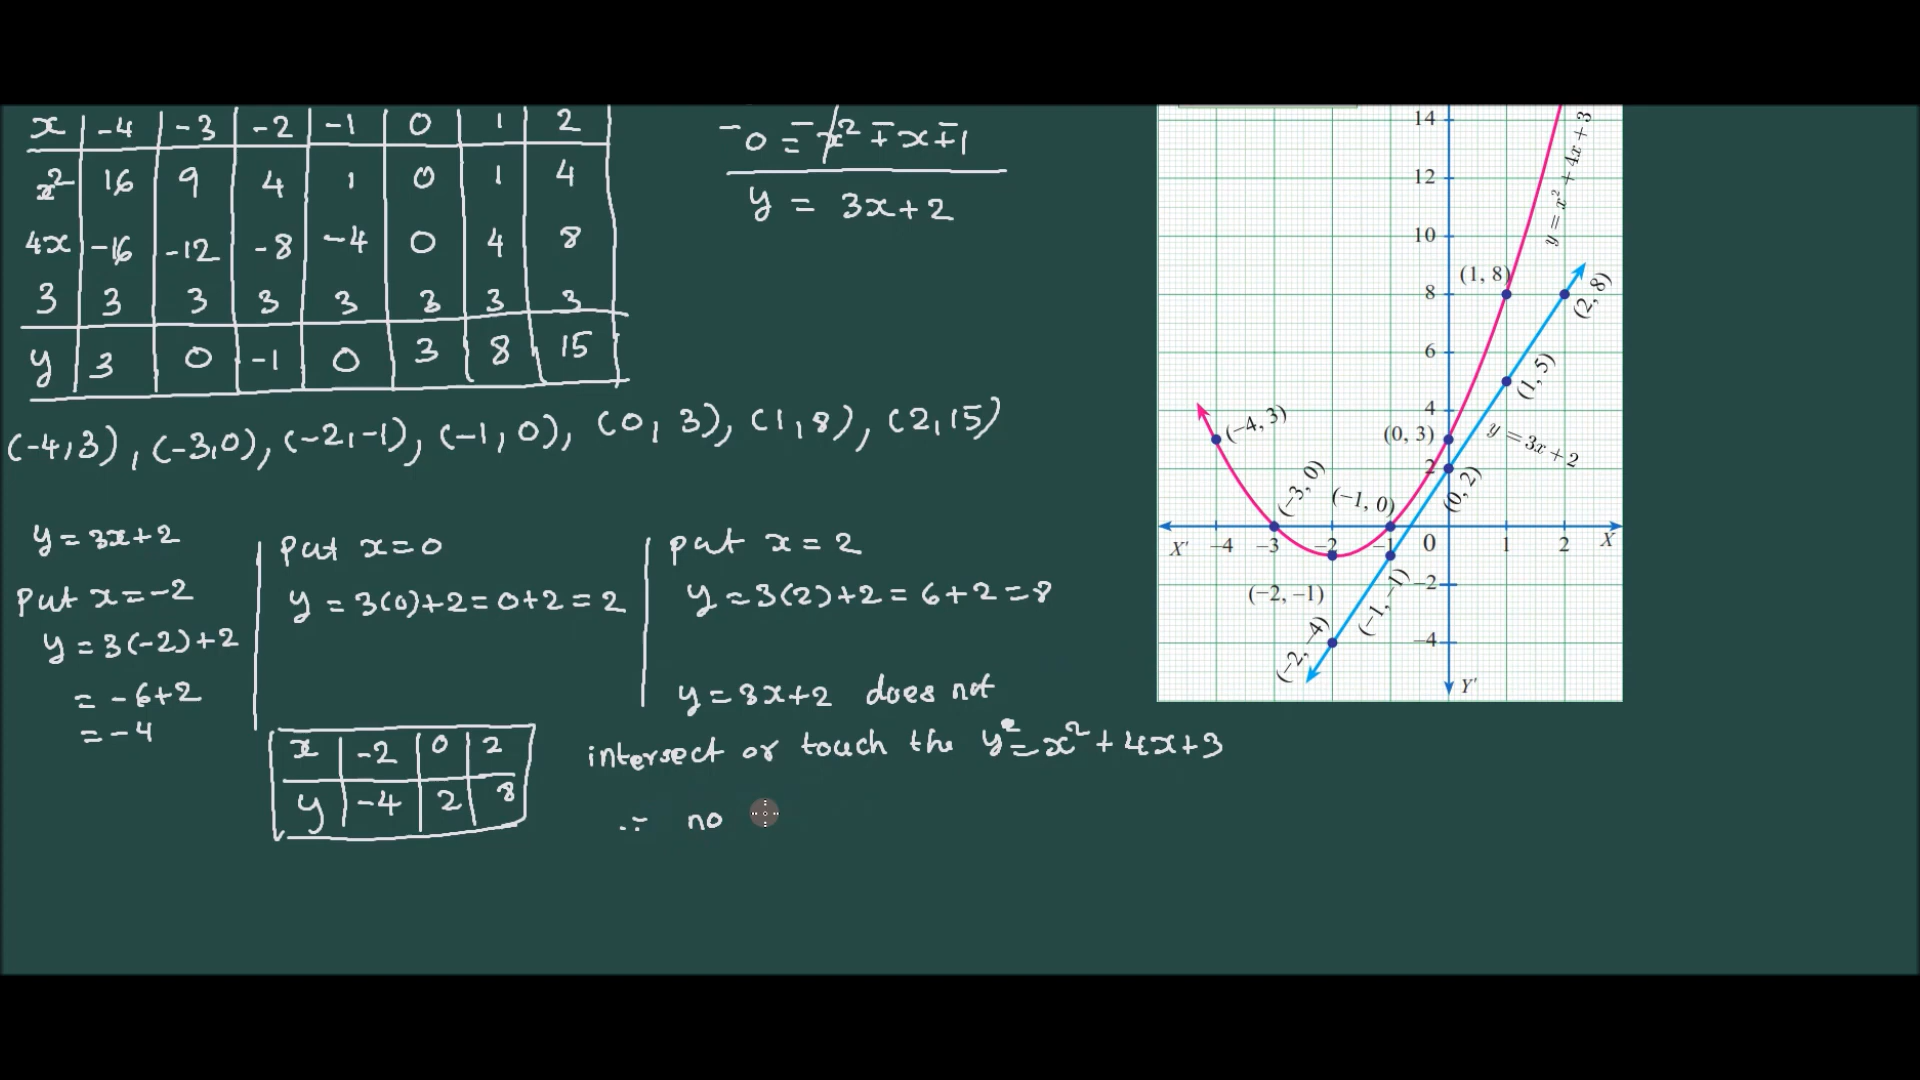 x -4 -3 -2 -1 0 1 2
x² 16 9 4 1 0 1 4
4x -16 -12 -8 -4 0 4 8
3 3 3 3 3 3 3 3
y 3 0 -1 0 3 8 15
(-4,3), (-3,0), (-2,-1), (-1,0), (0,3), (1,8), (2,15)
0 = x² + x + 1
y = 3x+2
y = 3x+2
put x=-2
y = 3(-2)+2
= -6+2
= -4
put x=0
y = 3(0)+2=0+2=2
x -2 0 2
y -4 2 8
put x=2
y=3(2)+2=6+2=8
y=3x+2 does not
intersect or touch the y=x²+4x+3
∴ no
14
12
10
8
6
4
2
0
−2
−4
X′ −4 −3 −2 −1 1 2 X
Y′
y = x² + 4x + 3
(1, 8)
(2, 8)
(1, 5)
y = 3x + 2
(−4, 3)
(0, 3)
(0, 2)
(−3, 0)
(−1, 0)
(−2, −1)
(−1, −1)
(−2, −4)